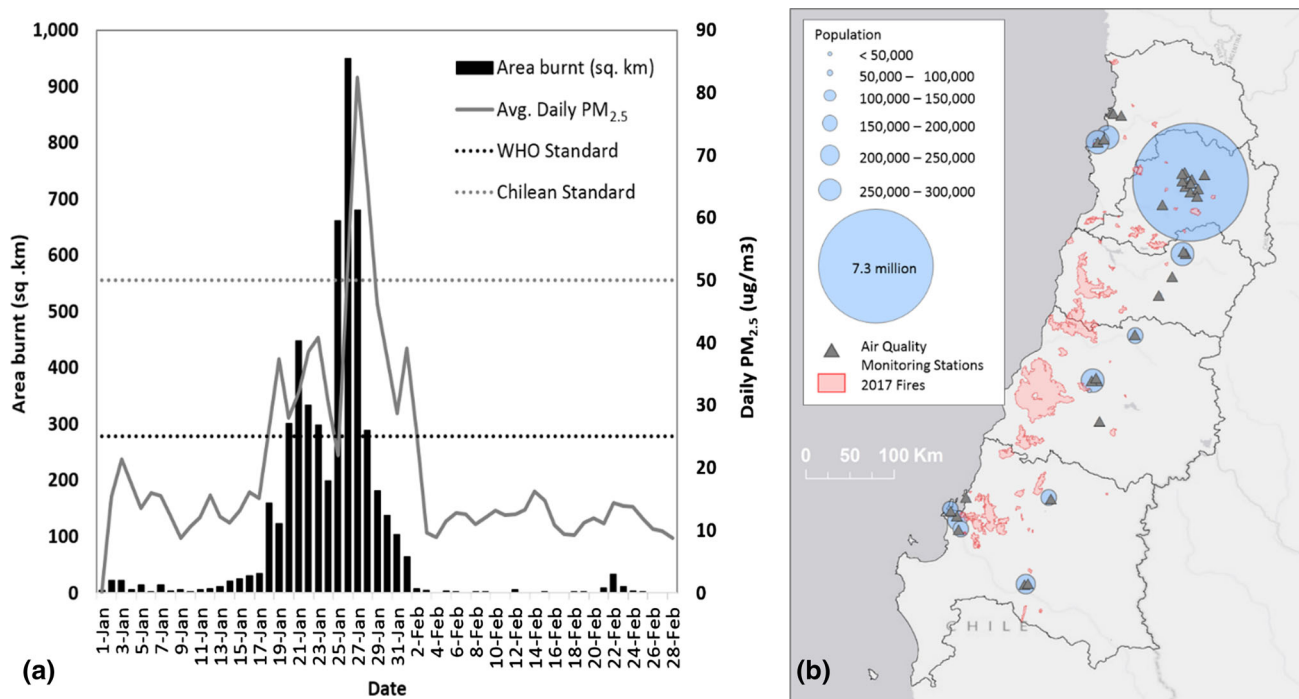 1,000
900
800
700
600
500
400
300
200
100
0
Area burnt (sq .km)
90
80
70
60
50
40
30
20
10
0
Daily PM2.5 (ug/m3)
Area burnt (sq. km)
Avg. Daily PM2.5
WHO Standard
Chilean Standard
1-Jan
3-Jan
5-Jan
7-Jan
9-Jan
11-Jan
13-Jan
15-Jan
17-Jan
19-Jan
21-Jan
23-Jan
25-Jan
27-Jan
29-Jan
31-Jan
2-Feb
4-Feb
6-Feb
8-Feb
10-Feb
12-Feb
14-Feb
16-Feb
18-Feb
20-Feb
22-Feb
24-Feb
26-Feb
28-Feb
Date
(a)
Population
< 50,000
50,000 – 100,000
100,000 – 150,000
150,000 – 200,000
200,000 – 250,000
250,000 – 300,000
7.3 million
Air Quality
Monitoring Stations
2017 Fires
0 50 100 Km
CHILE
(b)